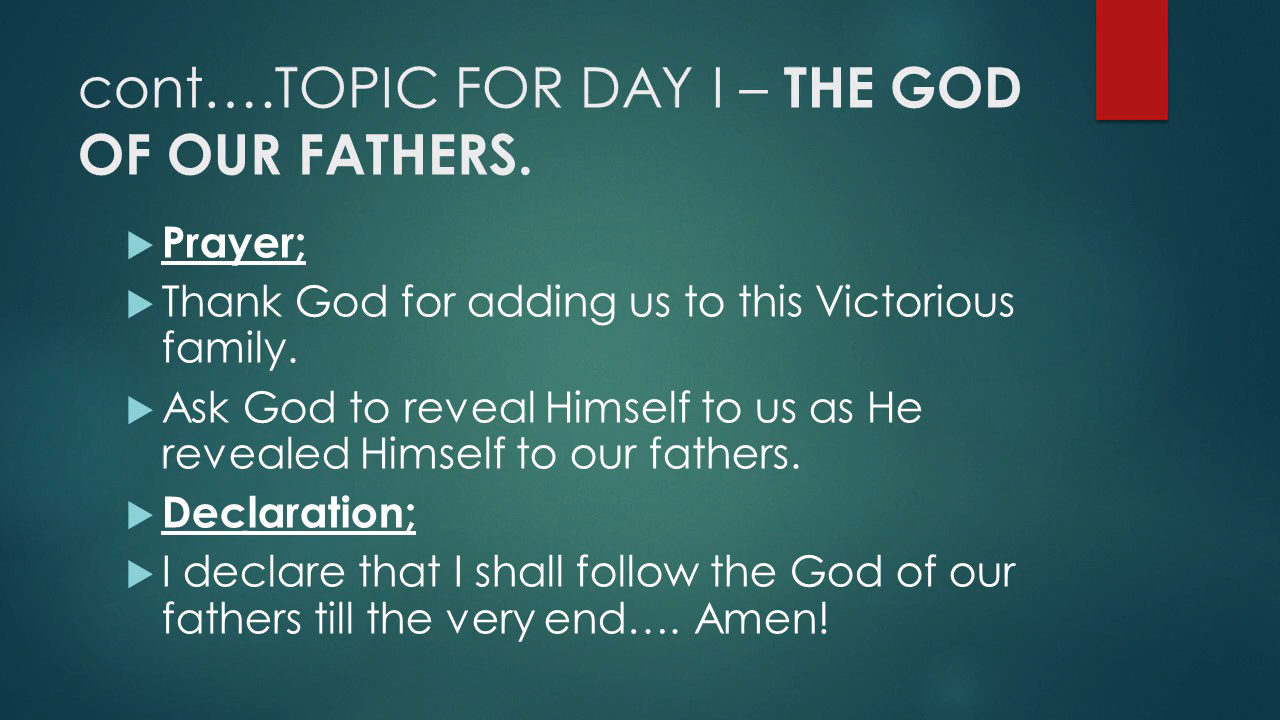 cont....TOPIC FOR DAY I – THE GOD
OF OUR FATHERS.
Prayer;
Thank God for adding us to this Victorious
family.
Ask God to reveal Himself to us as He
revealed Himself to our fathers.
Declaration;
I declare that I shall follow the God of our
fathers till the very end.... Amen!